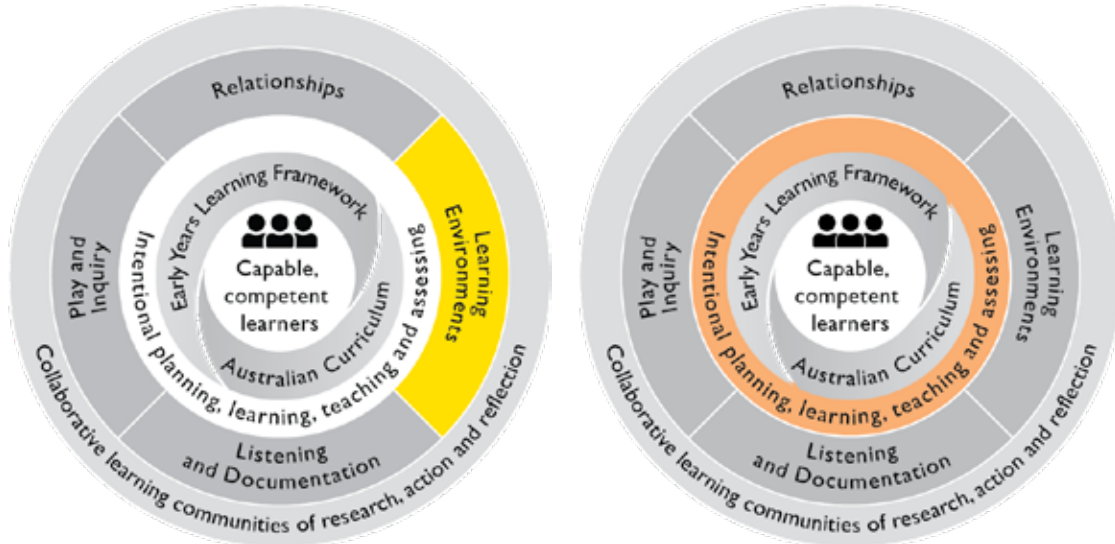 Relationships
Early Years Learning Framework
Play and
Inquiry
Learning
Environments
Capable,
competent
learners
Australian Curriculum
Intentional planning, learning, teaching and assessing
Listening
and Documentation
Collaborative learning communities of research, action and reflection
Relationships
Early Years Learning Framework
Play and
Inquiry
Learning
Environments
Capable,
competent
learners
Australian Curriculum
Intentional planning, learning, teaching and assessing
Listening
and Documentation
Collaborative learning communities of research, action and reflection